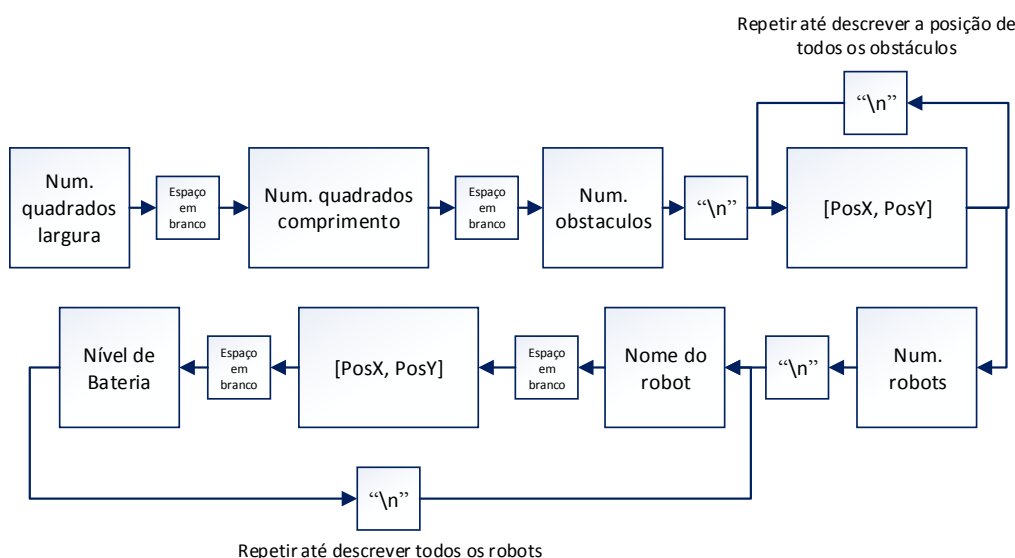 Repetir até descrever a posição de
todos os obstáculos
“\n”
Num.
quadrados
largura
Espaço
em
branco
Num. quadrados
comprimento
Espaço
em
branco
Num.
obstaculos
“\n”
[PosX, PosY]
Nível de
Bateria
Espaço
em
branco
[PosX, PosY]
Espaço
em
branco
Nome do
robot
“\n”
Num.
robots
“\n”
Repetir até descrever todos os robots